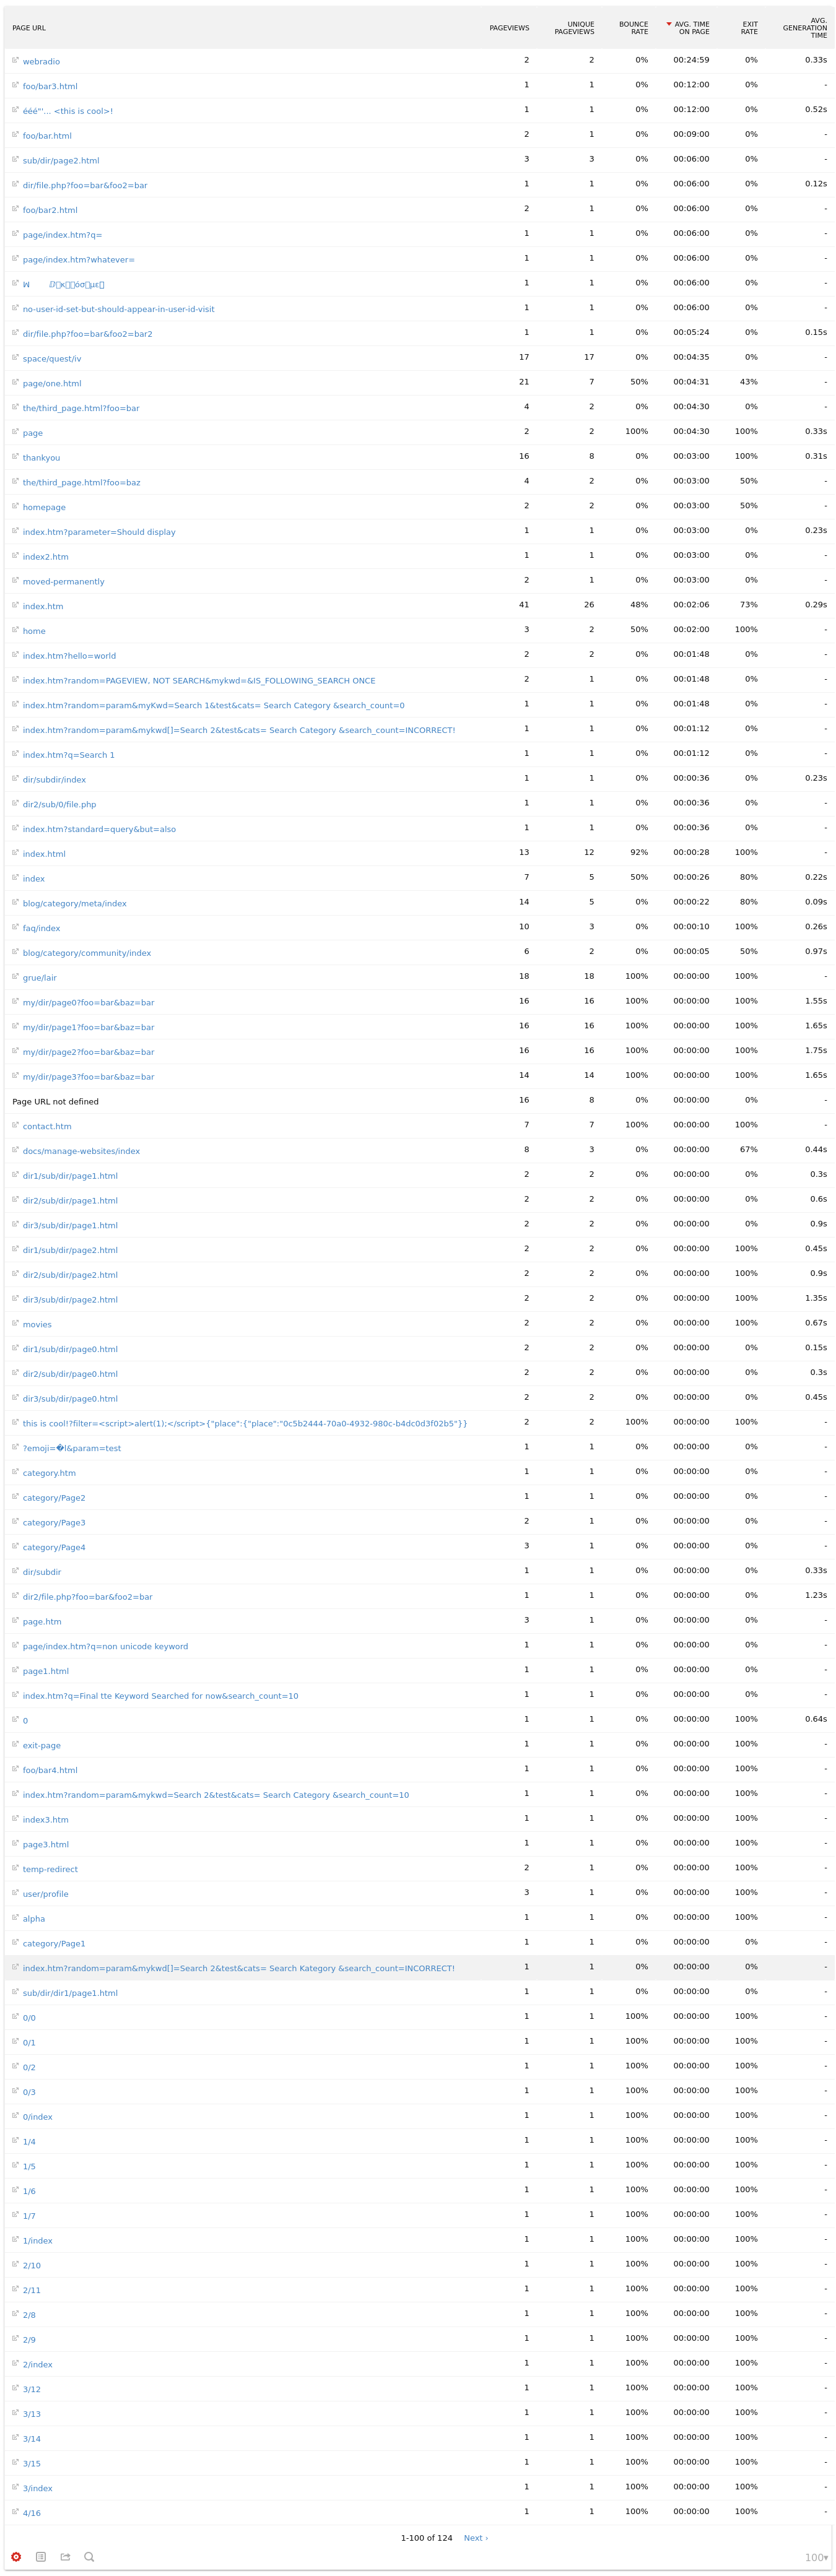 PAGE URL PAGEVIEWS UNIQUE PAGEVIEWS BOUNCE RATE AVG. TIME ON PAGE EXIT RATE AVG. GENERATION TIME
webradio 2 2 0% 00:24:59 0% 0.33s
foo/bar3.html 1 1 0% 00:12:00 0% -
ééé"'... <this is cool>! 1 1 0% 00:12:00 0% 0.52s
foo/bar.html 2 1 0% 00:09:00 0% -
sub/dir/page2.html 3 3 0% 00:06:00 0% -
dir/file.php?foo=bar&foo2=bar 1 1 0% 00:06:00 0% 0.12s
foo/bar2.html 2 1 0% 00:06:00 0% -
page/index.htm?q= 1 1 0% 00:06:00 0% -
page/index.htm?whatever= 1 1 0% 00:06:00 0% -
1 1 0% 00:06:00 0% -
no-user-id-set-but-should-appear-in-user-id-visit 1 1 0% 00:06:00 0% -
dir/file.php?foo=bar&foo2=bar2 1 1 0% 00:05:24 0% 0.15s
space/quest/iv 17 17 0% 00:04:35 0% -
page/one.html 21 7 50% 00:04:31 43% -
the/third_page.html?foo=bar 4 2 0% 00:04:30 0% -
page 2 2 100% 00:04:30 100% 0.33s
thankyou 16 8 0% 00:03:00 100% 0.31s
the/third_page.html?foo=baz 4 2 0% 00:03:00 50% -
homepage 2 2 0% 00:03:00 50% -
index.htm?parameter=Should display 1 1 0% 00:03:00 0% 0.23s
index2.htm 1 1 0% 00:03:00 0% -
moved-permanently 2 1 0% 00:03:00 0% -
index.htm 41 26 48% 00:02:06 73% 0.29s
home 3 2 50% 00:02:00 100% -
index.htm?hello=world 2 2 0% 00:01:48 0% -
index.htm?random=PAGEVIEW, NOT SEARCH&mykwd=&IS_FOLLOWING_SEARCH ONCE 2 1 0% 00:01:48 0% -
index.htm?random=param&myKwd=Search 1&test&cats= Search Category &search_count=0 1 1 0% 00:01:48 0% -
index.htm?random=param&mykwd[]=Search 2&test&cats= Search Category &search_count=INCORRECT! 1 1 0% 00:01:12 0% -
index.htm?q=Search 1 1 1 0% 00:01:12 0% -
dir/subdir/index 1 1 0% 00:00:36 0% 0.23s
dir2/sub/0/file.php 1 1 0% 00:00:36 0% -
index.htm?standard=query&but=also 1 1 0% 00:00:36 0% -
index.html 13 12 92% 00:00:28 100% -
index 7 5 50% 00:00:26 80% 0.22s
blog/category/meta/index 14 5 0% 00:00:22 80% 0.09s
faq/index 10 3 0% 00:00:10 100% 0.26s
blog/category/community/index 6 2 0% 00:00:05 50% 0.97s
grue/lair 18 18 100% 00:00:00 100% -
my/dir/page0?foo=bar&baz=bar 16 16 100% 00:00:00 100% 1.55s
my/dir/page1?foo=bar&baz=bar 16 16 100% 00:00:00 100% 1.65s
my/dir/page2?foo=bar&baz=bar 16 16 100% 00:00:00 100% 1.75s
my/dir/page3?foo=bar&baz=bar 14 14 100% 00:00:00 100% 1.65s
Page URL not defined 16 8 0% 00:00:00 0% -
contact.htm 7 7 100% 00:00:00 100% -
docs/manage-websites/index 8 3 0% 00:00:00 67% 0.44s
dir1/sub/dir/page1.html 2 2 0% 00:00:00 0% 0.3s
dir2/sub/dir/page1.html 2 2 0% 00:00:00 0% 0.6s
dir3/sub/dir/page1.html 2 2 0% 00:00:00 0% 0.9s
dir1/sub/dir/page2.html 2 2 0% 00:00:00 100% 0.45s
dir2/sub/dir/page2.html 2 2 0% 00:00:00 100% 0.9s
dir3/sub/dir/page2.html 2 2 0% 00:00:00 100% 1.35s
movies 2 2 0% 00:00:00 100% 0.67s
dir1/sub/dir/page0.html 2 2 0% 00:00:00 0% 0.15s
dir2/sub/dir/page0.html 2 2 0% 00:00:00 0% 0.3s
dir3/sub/dir/page0.html 2 2 0% 00:00:00 0% 0.45s
this is cool!?filter=<script>alert(1);</script>{"place":{"place":"0c5b2444-70a0-4932-980c-b4dc0d3f02b5"}} 2 2 100% 00:00:00 100% -
?emoji=�l&param=test 1 1 0% 00:00:00 0% -
category.htm 1 1 0% 00:00:00 0% -
category/Page2 1 1 0% 00:00:00 0% -
category/Page3 2 1 0% 00:00:00 0% -
category/Page4 3 1 0% 00:00:00 0% -
dir/subdir 1 1 0% 00:00:00 0% 0.33s
dir2/file.php?foo=bar&foo2=bar 1 1 0% 00:00:00 0% 1.23s
page.htm 3 1 0% 00:00:00 0% -
page/index.htm?q=non unicode keyword 1 1 0% 00:00:00 0% -
page1.html 1 1 0% 00:00:00 0% -
index.htm?q=Final tte Keyword Searched for now&search_count=10 1 1 0% 00:00:00 0% -
0 1 1 0% 00:00:00 100% 0.64s
exit-page 1 1 0% 00:00:00 100% -
foo/bar4.html 1 1 0% 00:00:00 100% -
index.htm?random=param&mykwd=Search 2&test&cats= Search Category &search_count=10 1 1 0% 00:00:00 100% -
index3.htm 1 1 0% 00:00:00 100% -
page3.html 1 1 0% 00:00:00 100% -
temp-redirect 2 1 0% 00:00:00 100% -
user/profile 3 1 0% 00:00:00 100% -
alpha 1 1 0% 00:00:00 100% -
category/Page1 1 1 0% 00:00:00 0% -
index.htm?random=param&mykwd[]=Search 2&test&cats= Search Kategory &search_count=INCORRECT! 1 1 0% 00:00:00 0% -
sub/dir/dir1/page1.html 1 1 0% 00:00:00 0% -
0/0 1 1 100% 00:00:00 100% -
0/1 1 1 100% 00:00:00 100% -
0/2 1 1 100% 00:00:00 100% -
0/3 1 1 100% 00:00:00 100% -
0/index 1 1 100% 00:00:00 100% -
1/4 1 1 100% 00:00:00 100% -
1/5 1 1 100% 00:00:00 100% -
1/6 1 1 100% 00:00:00 100% -
1/7 1 1 100% 00:00:00 100% -
1/index 1 1 100% 00:00:00 100% -
2/10 1 1 100% 00:00:00 100% -
2/11 1 1 100% 00:00:00 100% -
2/8 1 1 100% 00:00:00 100% -
2/9 1 1 100% 00:00:00 100% -
2/index 1 1 100% 00:00:00 100% -
3/12 1 1 100% 00:00:00 100% -
3/13 1 1 100% 00:00:00 100% -
3/14 1 1 100% 00:00:00 100% -
3/15 1 1 100% 00:00:00 100% -
3/index 1 1 100% 00:00:00 100% -
4/16 1 1 100% 00:00:00 100% -
1-100 of 124 Next ›
100